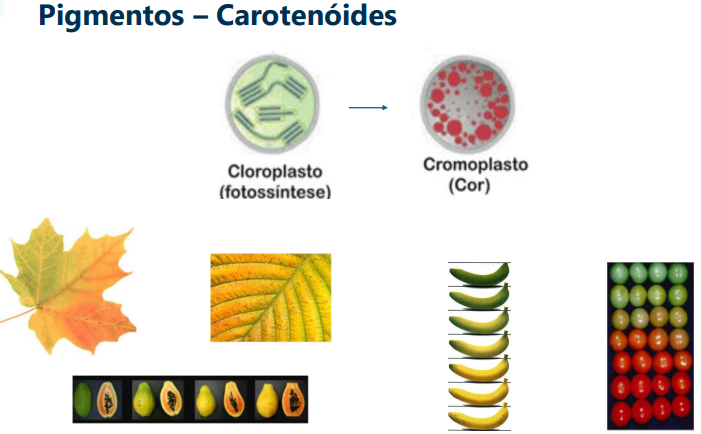 Pigmentos – Carotenóides
Cloroplasto
(fotossíntese)
Cromoplasto
(Cor)